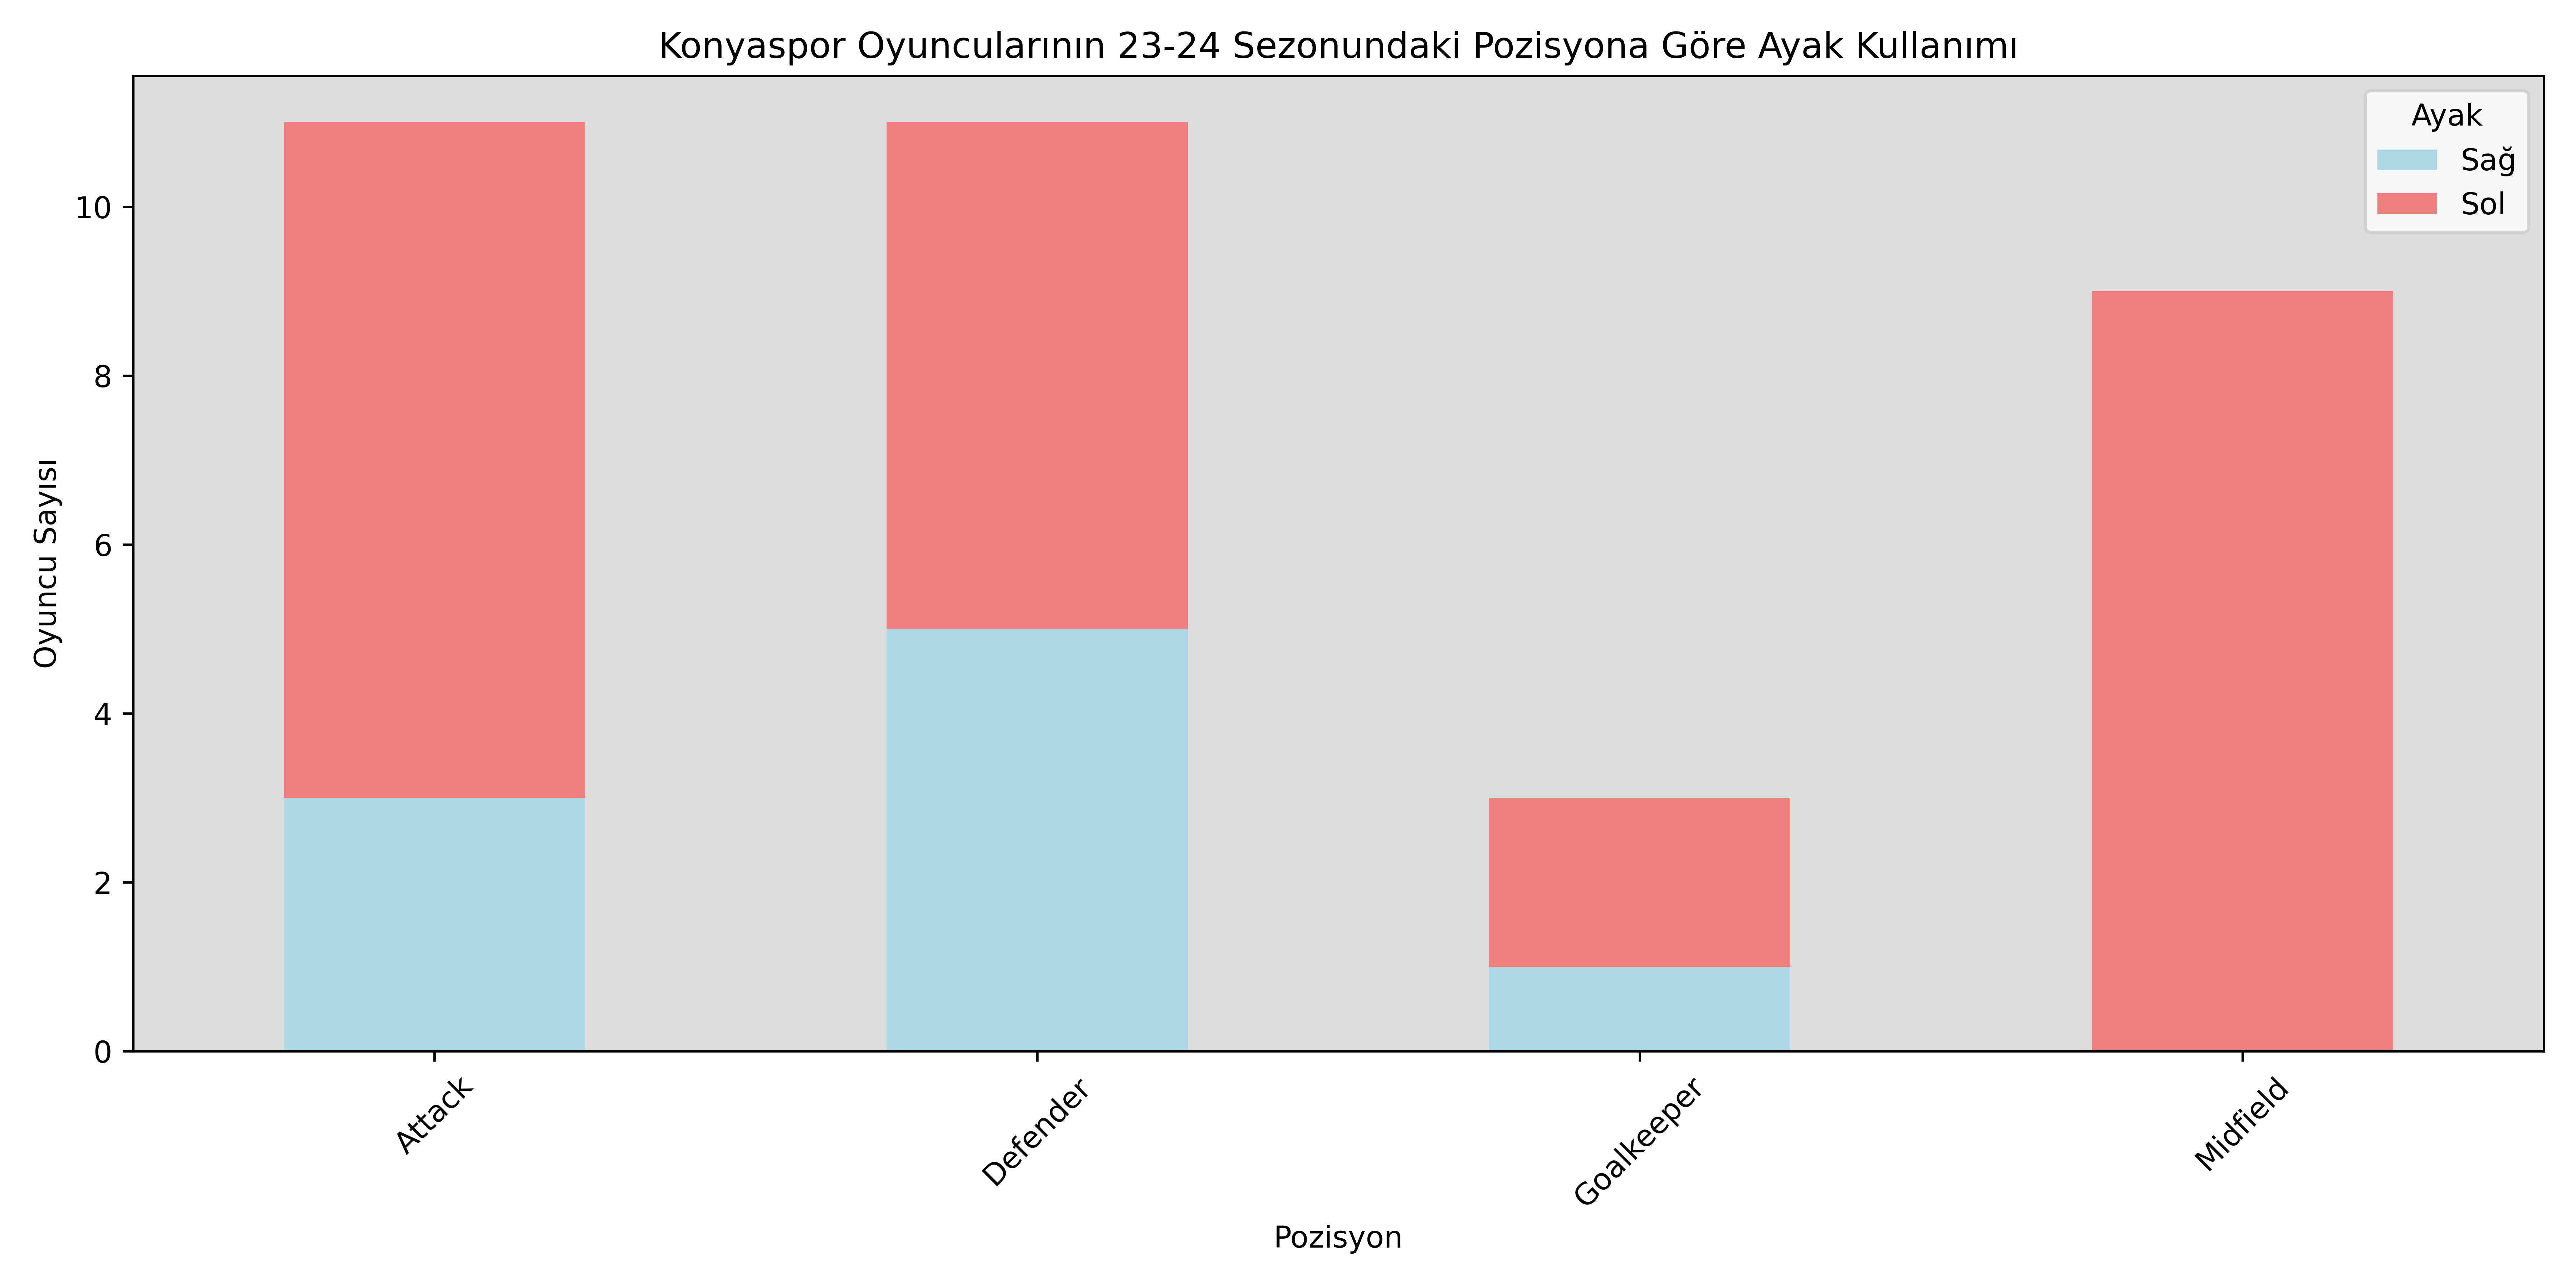 Konyaspor Oyuncularının 23-24 Sezonundaki Pozisyona Göre Ayak Kullanımı
Ayak
Sağ
Sol
Oyuncu Sayısı
10
8
6
4
2
0
Attack
Defender
Goalkeeper
Midfield
Pozisyon